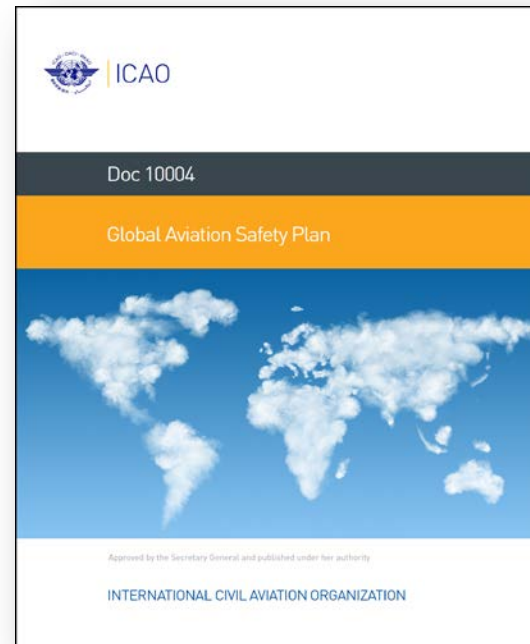 ICAO
Doc 10004
Global Aviation Safety Plan
Approved by the Secretary General and published under her authority
INTERNATIONAL CIVIL AVIATION ORGANIZATION